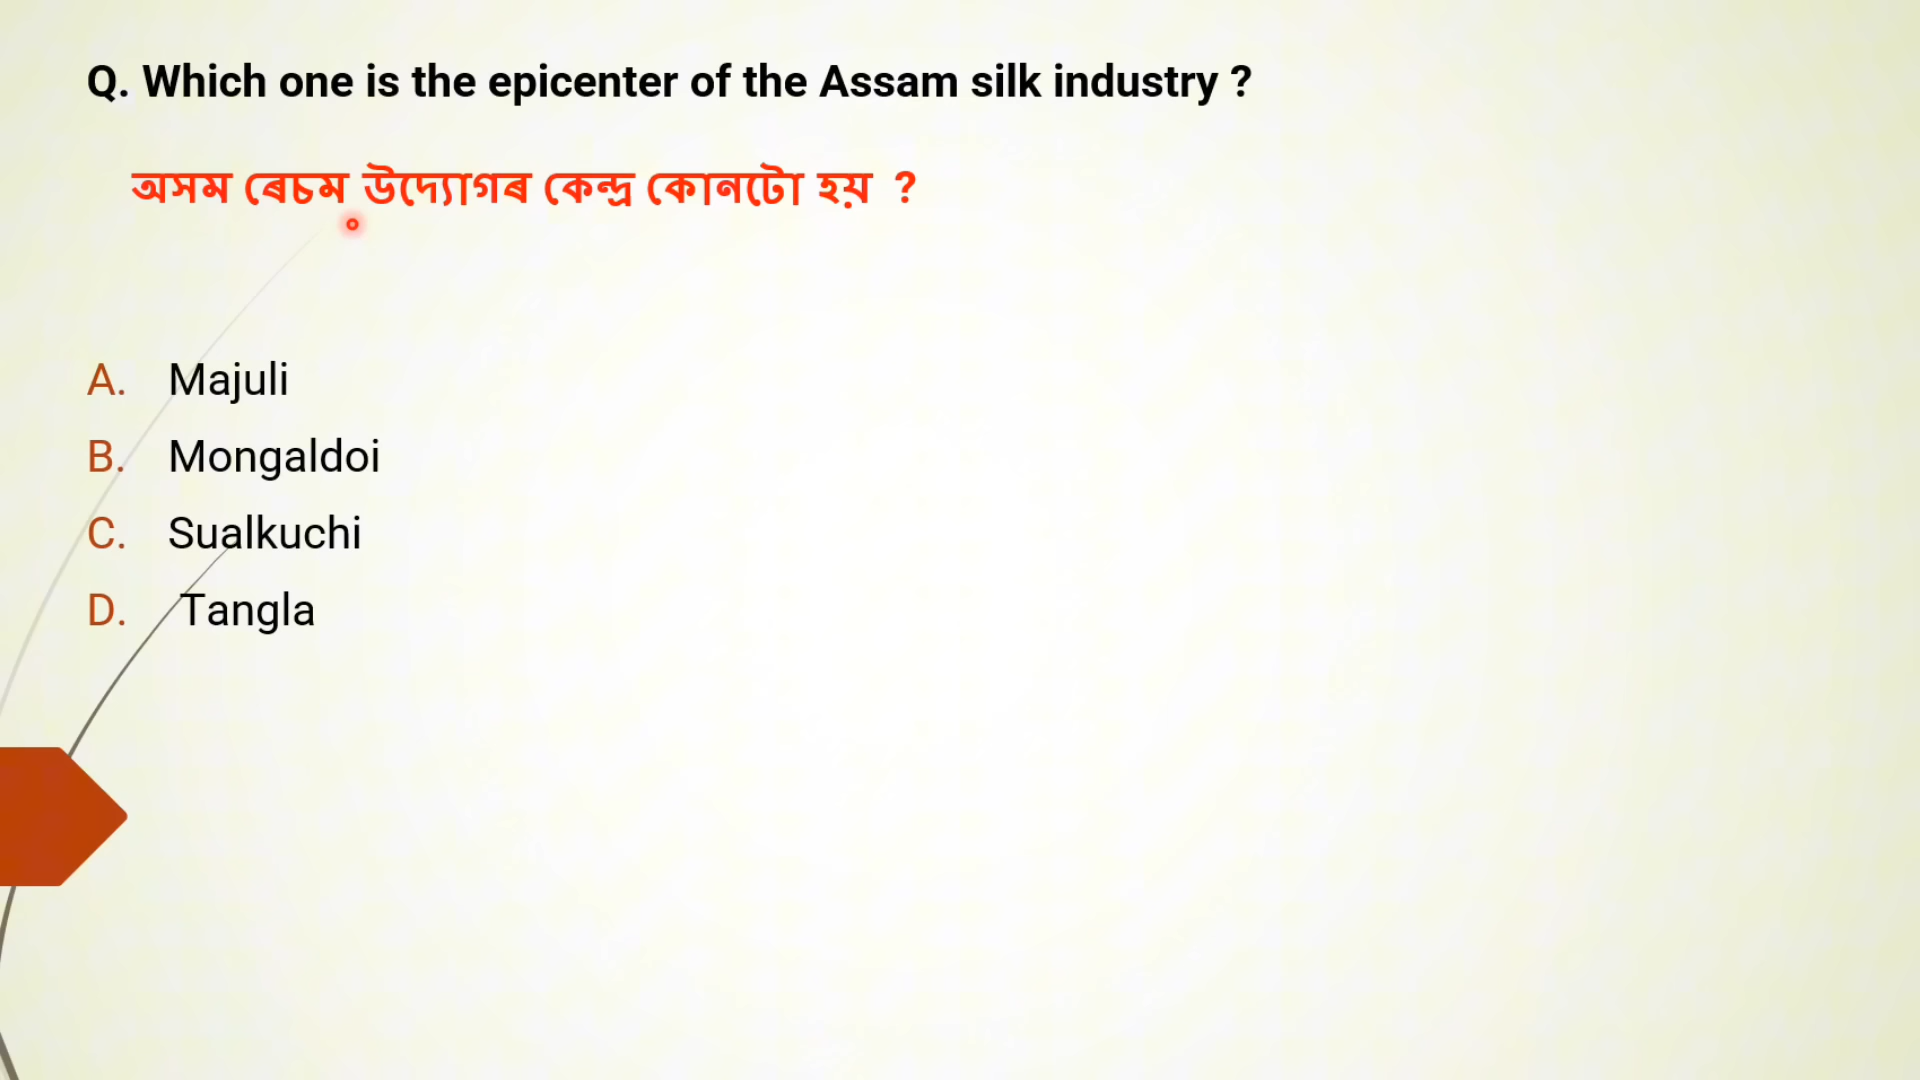 Q. Which one is the epicenter of the Assam silk industry ?
অসম ৰেচম উদ্যোগৰ কেন্দ্ৰ কোনটো হয় ?
A. Majuli
B. Mongaldoi
C. Sualkuchi
D. Tangla